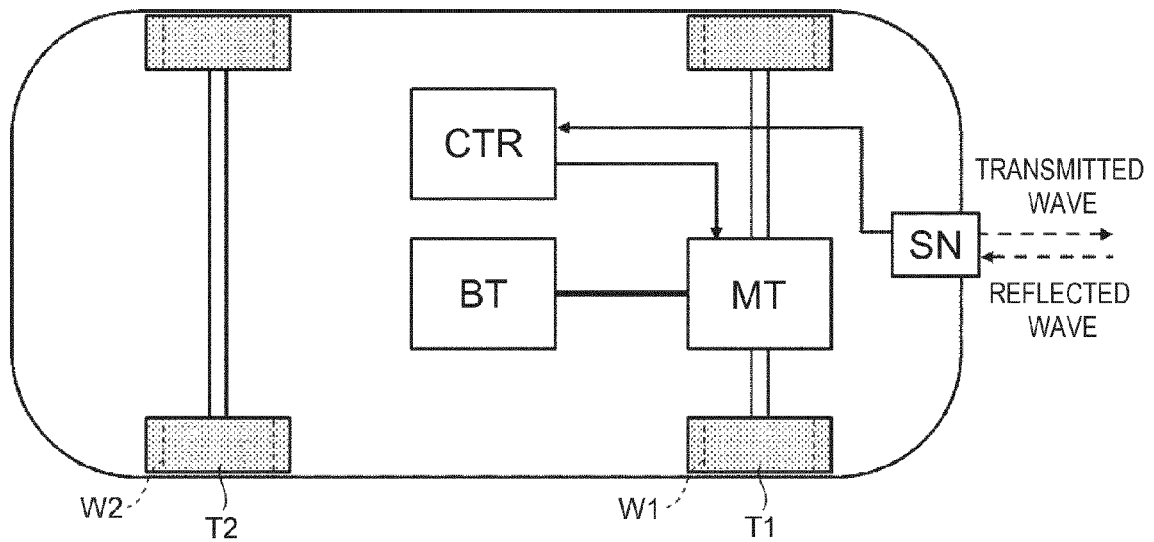 CTR
TRANSMITTED
WAVE
SN
BT
MT
REFLECTED
WAVE
W2
T2
W1
T1